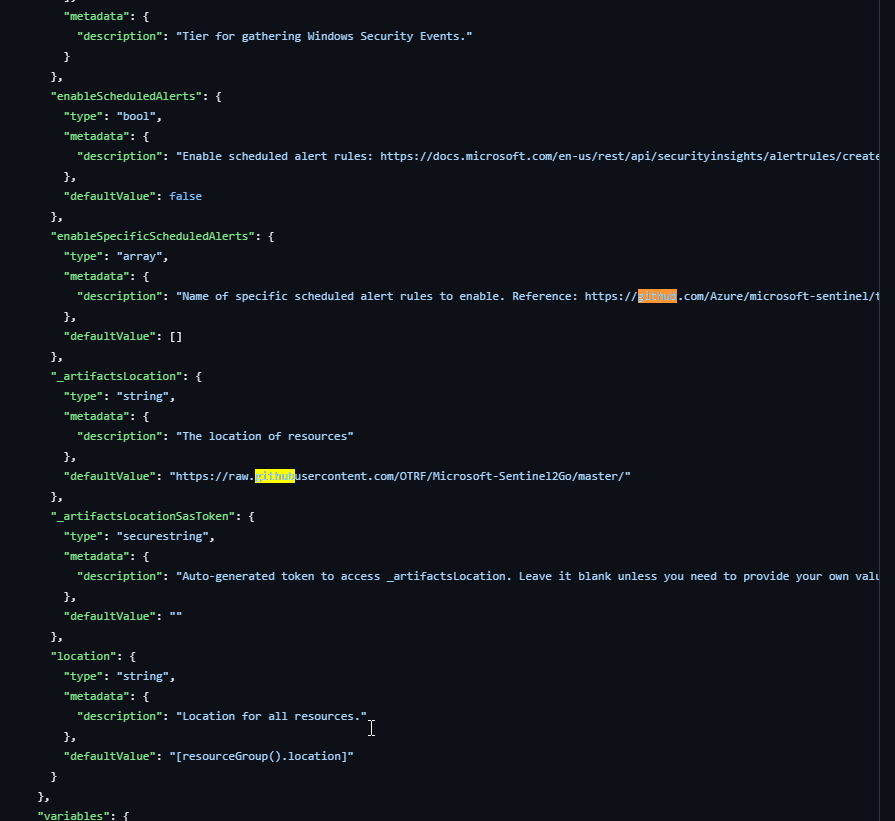 "metadata": {
"description": "Tier for gathering Windows Security Events."
}
},
"enableScheduledAlerts": {
"type": "bool",
"metadata": {
"description": "Enable scheduled alert rules: https://docs.microsoft.com/en-us/rest/api/securityinsights/alertrules/create
},
"defaultValue": false
},
"enableSpecificScheduledAlerts": {
"type": "array",
"metadata": {
"description": "Name of specific scheduled alert rules to enable. Reference: https://github.com/Azure/microsoft-sentinel/t
},
"defaultValue": []
},
"_artifactsLocation": {
"type": "string",
"metadata": {
"description": "The location of resources"
},
"defaultValue": "https://raw.githubusercontent.com/OTRF/Microsoft-Sentinel2Go/master/"
},
"_artifactsLocationSasToken": {
"type": "securestring",
"metadata": {
"description": "Auto-generated token to access _artifactsLocation. Leave it blank unless you need to provide your own valu
},
"defaultValue": ""
},
"location": {
"type": "string",
"metadata": {
"description": "Location for all resources."
},
"defaultValue": "[resourceGroup().location]"
}
},
"variables": {